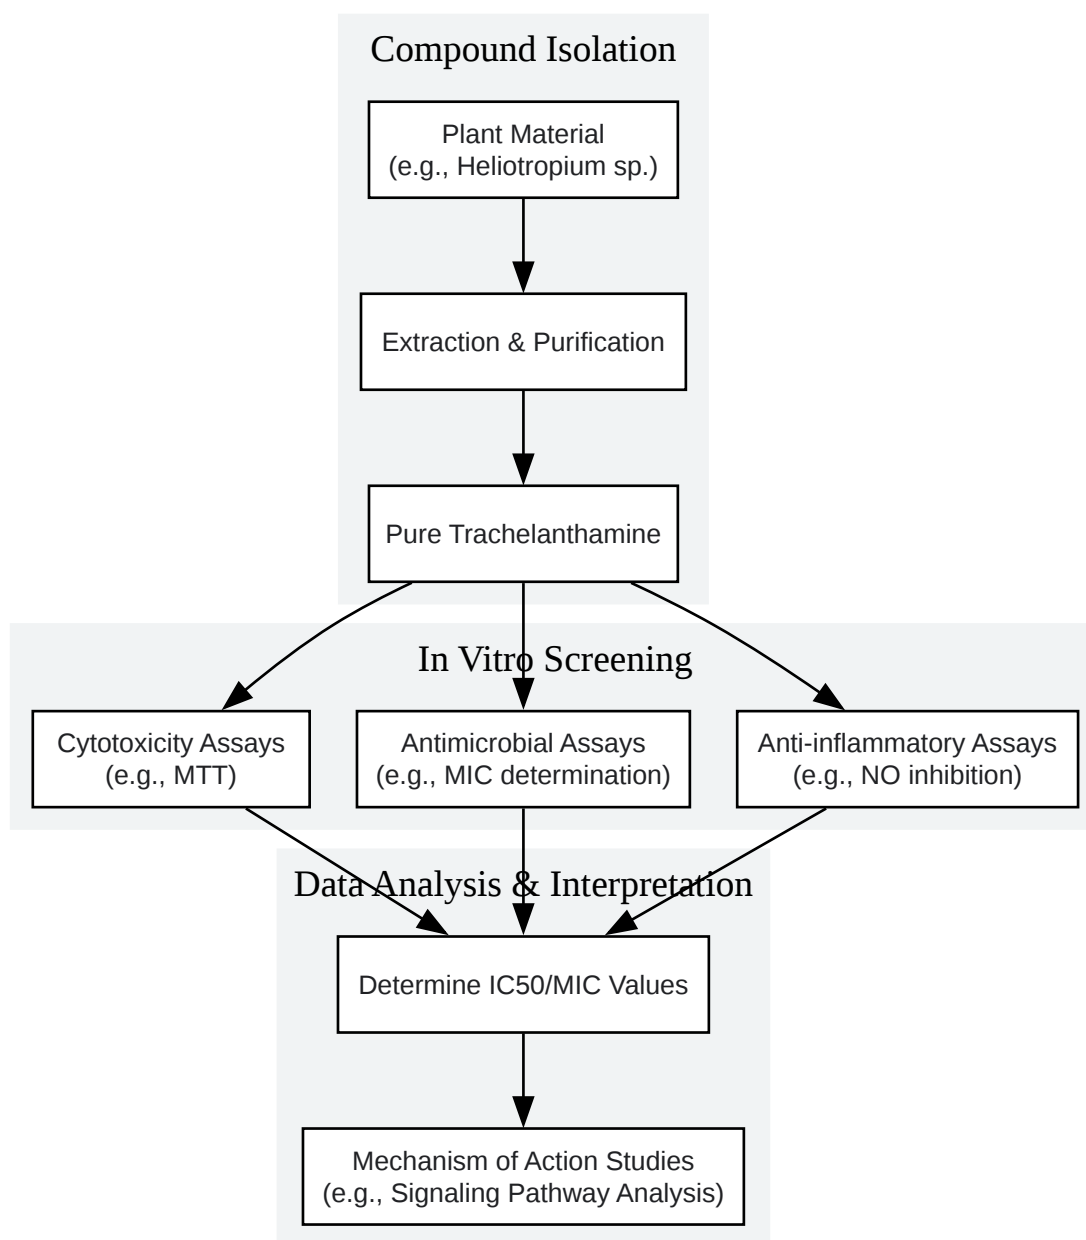 Compound Isolation
Plant Material
(e.g., Heliotropium sp.)
Extraction & Purification
Pure Trachelanthamine
In Vitro Screening
Cytotoxicity Assays
(e.g., MTT)
Antimicrobial Assays
(e.g., MIC determination)
Anti-inflammatory Assays
(e.g., NO inhibition)
Data Analysis & Interpretation
Determine IC50/MIC Values
Mechanism of Action Studies
(e.g., Signaling Pathway Analysis)